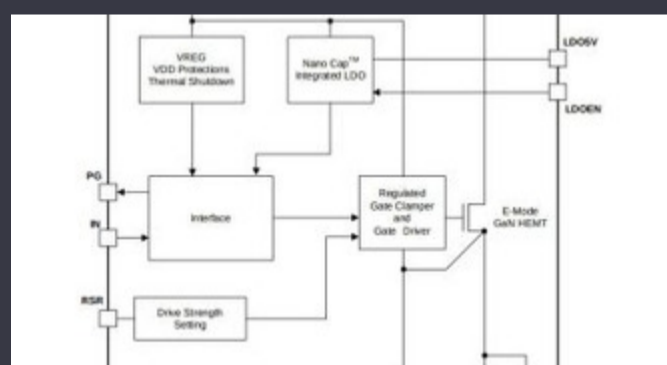 LDO5V
VREG
VDD Protections
Thermal Shutdown
Nano Cap™
Integrated LDO
LDOEN
PG
Interface
Regulated
Gate Clamper
and
Gate Driver
E-Mode
GaN HEMT
IN
RSR
Drive Strength
Setting